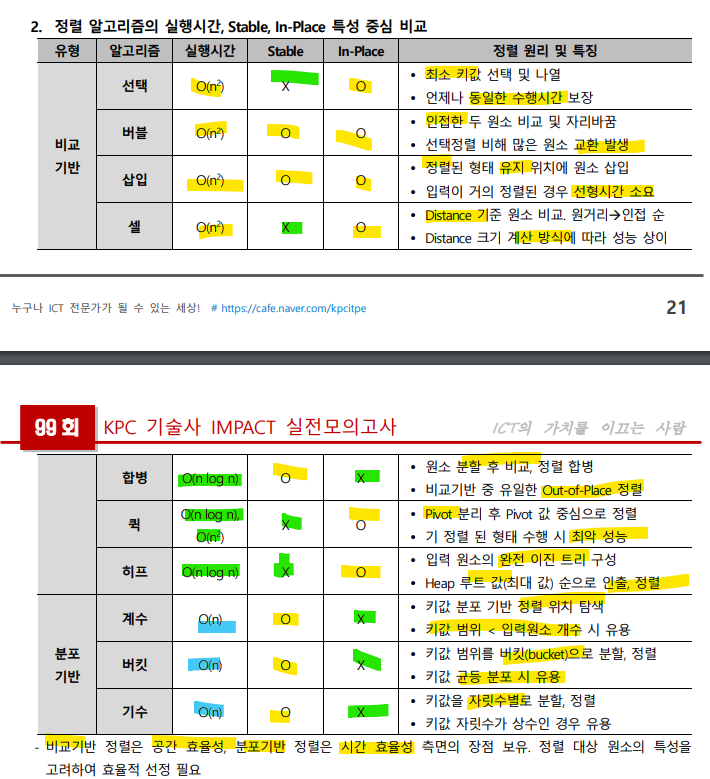 2. 정렬 알고리즘의 실행시간, Stable, In-Place 특성 중심 비교
유형 알고리즘 실행시간 Stable In-Place 정렬 원리 및 특징
비교
기반
선택 O(n²) X O
• 최소 키값 선택 및 나열
• 언제나 동일한 수행시간 보장
버블 O(n²) O O
• 인접한 두 원소 비교 및 자리바꿈
• 선택정렬 비해 많은 원소 교환 발생
삽입 O(n²) O O
• 정렬된 형태 유지 위치에 원소 삽입
• 입력이 거의 정렬된 경우 선형시간 소요
셸 O(n²) X O
• Distance 기준 원소 비교. 원거리→인접 순
• Distance 크기 계산 방식에 따라 성능 상이
누구나 ICT 전문가가 될 수 있는 세상! # https://cafe.naver.com/kpcitpe 21
99회 KPC 기술사 IMPACT 실전모의고사 ICT의 가치를 이끄는 사람
합병 O(n log n) O X
• 원소 분할 후 비교, 정렬 합병
• 비교기반 중 유일한 Out-of-Place 정렬
퀵 O(n log n), O(n²) X O
• Pivot 분리 후 Pivot 값 중심으로 정렬
• 기 정렬 된 형태 수행 시 최악 성능
히프 O(n log n) X O
• 입력 원소의 완전 이진 트리 구성
• Heap 루트 값(최대 값) 순으로 인출, 정렬
분포
기반
계수 O(n) O X
• 키값 분포 기반 정렬 위치 탐색
• 키값 범위 < 입력원소 개수 시 유용
버킷 O(n) O X
• 키값 범위를 버킷(bucket)으로 분할, 정렬
• 키값 균등 분포 시 유용
기수 O(n) O X
• 키값을 자릿수별로 분할, 정렬
• 키값 자릿수가 상수인 경우 유용
- 비교기반 정렬은 공간 효율성, 분포기반 정렬은 시간 효율성 측면의 장점 보유. 정렬 대상 원소의 특성을
고려하여 효율적 선정 필요